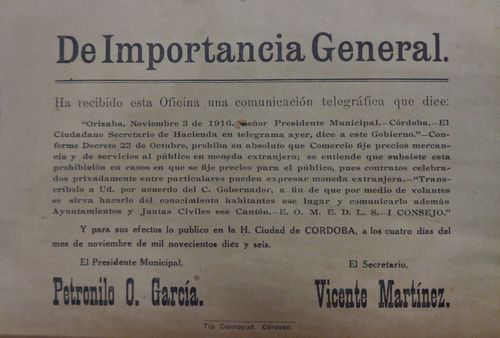 De Importancia General.
Ha recibido esta Oficina una comunicación telegráfica que dice:
"Orizaba, Noviembre 3 de 1916. Señor Presidente Municipal.—Córdoba.—El
Ciudadano Secretario de Hacienda en telegrama ayer, dice a este Gobierno."—Con-
forme Decreto 23 de Octubre, prohiba en absoluto que Comercio fije precios mercan-
cía y de servicios al público en moneda extranjera; se entiende que subsiste esta
prohibición en casos en que se fije precios para el público, pues contratos celebra-
dos privadamente entre particulares pueden expresar moneda extranjera.—"Trans-
críbolo a Ud. por acuerdo del C. Gobernador, a fin de que por medio de volantes
se sirva hacerlo del conocimiento habitantes ese lugar y comunicarlo además
Ayuntamientos y Juntas Civiles ese Cantón.—E. O. M. E. D. L. S.—I CONSEJO."
Y para sus efectos lo publico en la H. Ciudad de CORDOBA, a los cuatro días del
mes de noviembre de mil novecientos diez y seis.
El Presidente Municipal, El Secretario,
Petronilo O. García. Vicente Martínez.
Tip. Calatayud. Córdoba.